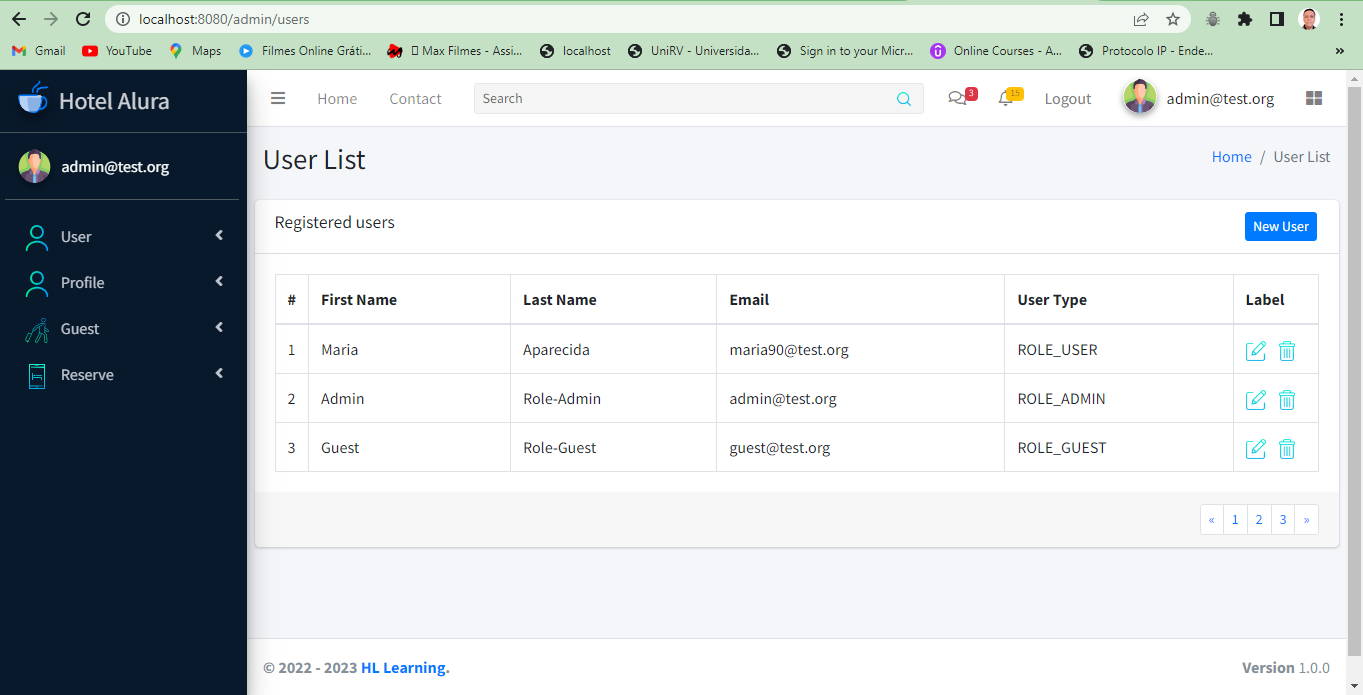 localhost:8080/admin/users
Gmail YouTube Maps Filmes Online Gráti... Max Filmes - Assi... localhost UniRV - Universida... Sign in to your Micr... Online Courses - A... Protocolo IP - Ende... »
Hotel Alura
admin@test.org
User
Profile
Guest
Reserve
Home Contact Search 3 15 Logout admin@test.org
User List
Home / User List
Registered users
New User
# First Name Last Name Email User Type Label
1 Maria Aparecida maria90@test.org ROLE_USER
2 Admin Role-Admin admin@test.org ROLE_ADMIN
3 Guest Role-Guest guest@test.org ROLE_GUEST
« 1 2 3 »
© 2022 - 2023 HL Learning.
Version 1.0.0